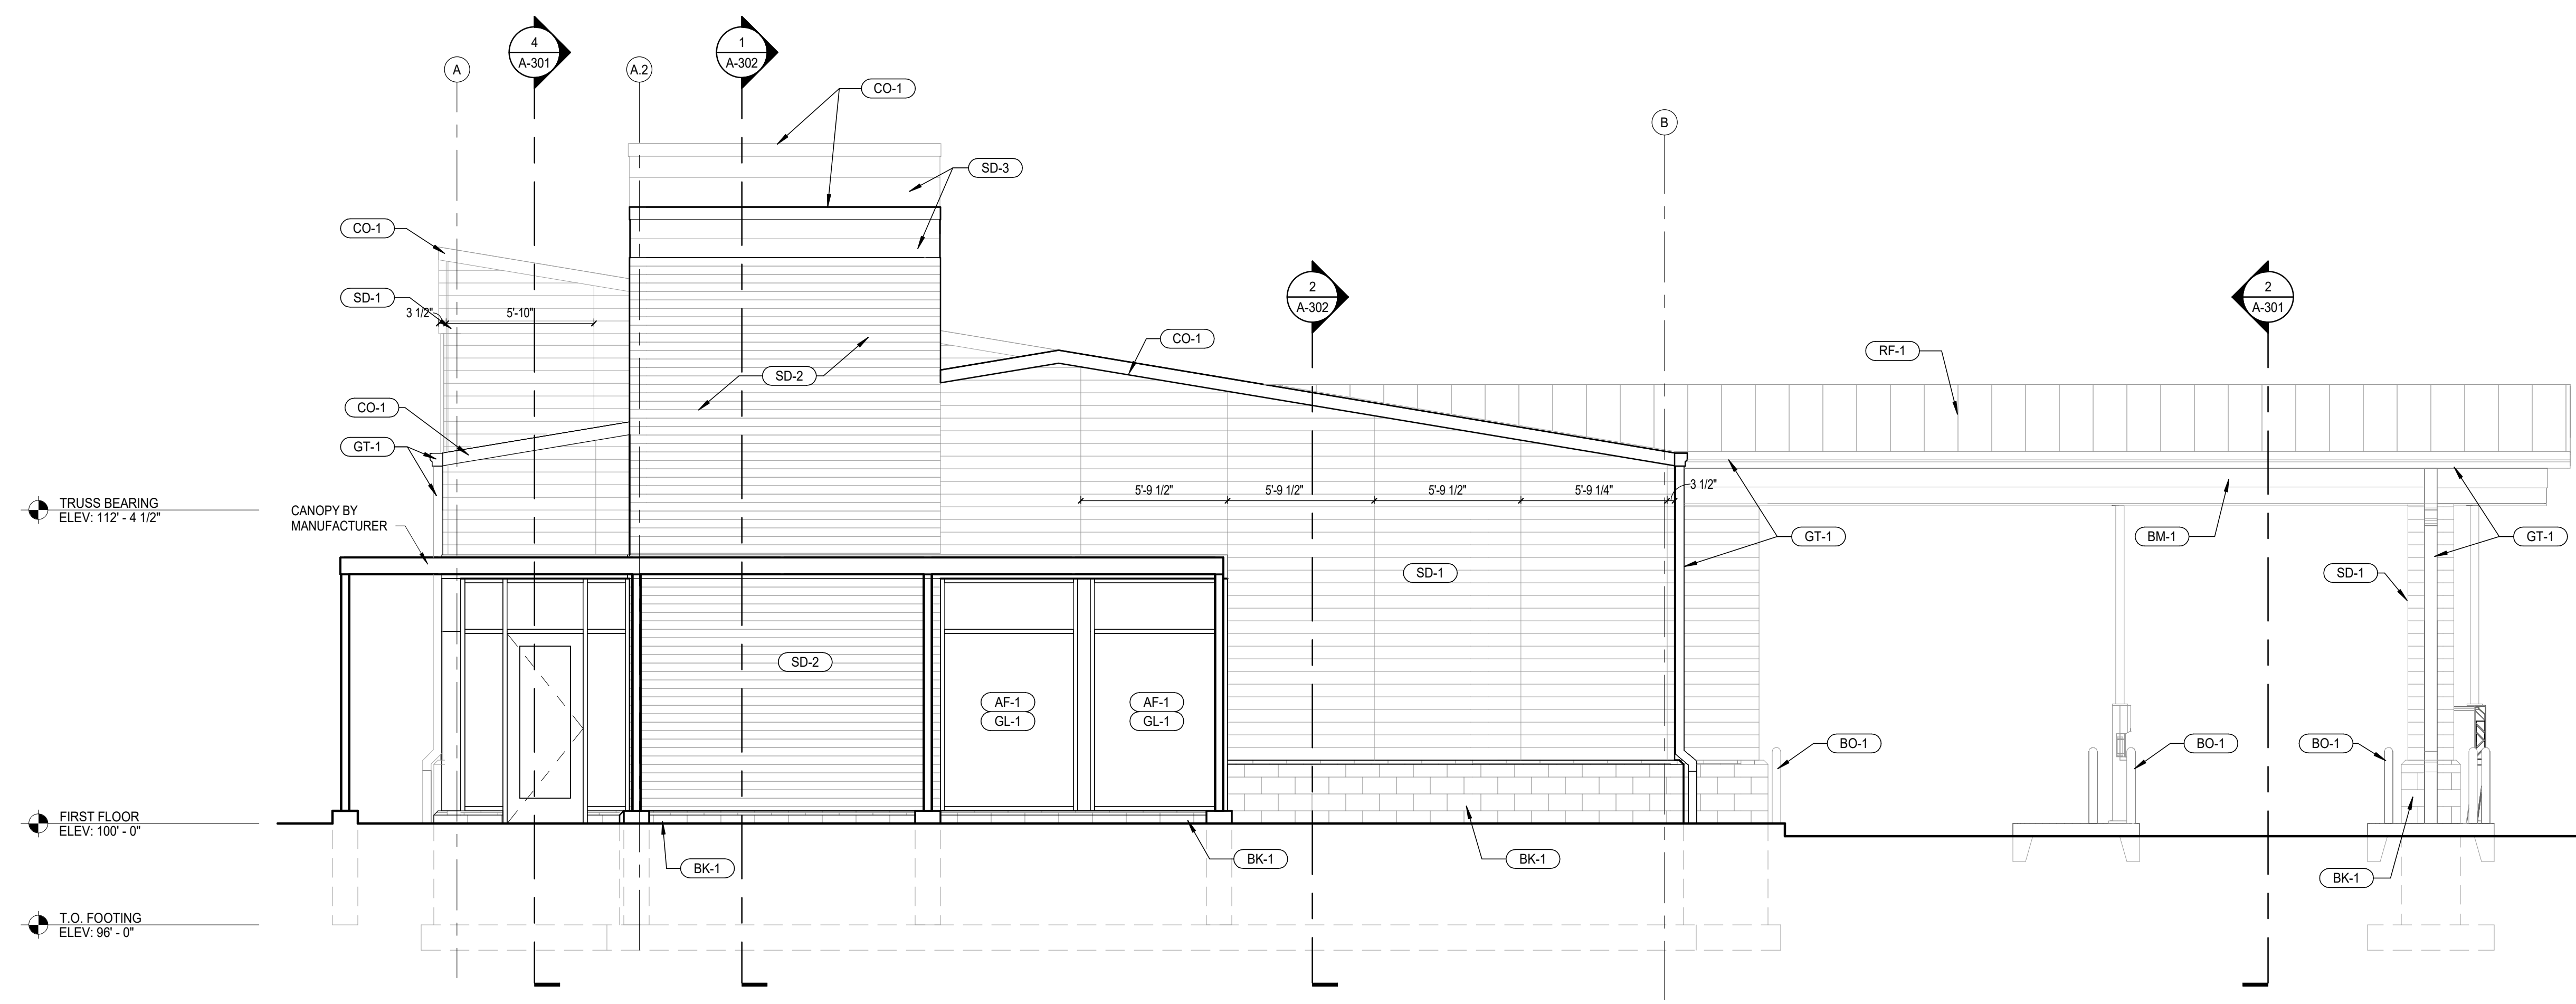 4
A-301
1
A-302
A
A.2
CO-1
B
SD-3
CO-1
SD-1
3 1/2"
5'-10"
2
A-302
2
A-301
CO-1
RF-1
SD-2
CO-1
GT-1
5'-9 1/2"
5'-9 1/2"
5'-9 1/2"
5'-9 1/4"
3 1/2"
TRUSS BEARING
ELEV: 112' - 4 1/2"
CANOPY BY
MANUFACTURER
GT-1
BM-1
GT-1
SD-1
SD-1
SD-2
AF-1
GL-1
AF-1
GL-1
BO-1
BO-1
BO-1
FIRST FLOOR
ELEV: 100' - 0"
BK-1
BK-1
BK-1
BK-1
T.O. FOOTING
ELEV: 96' - 0"